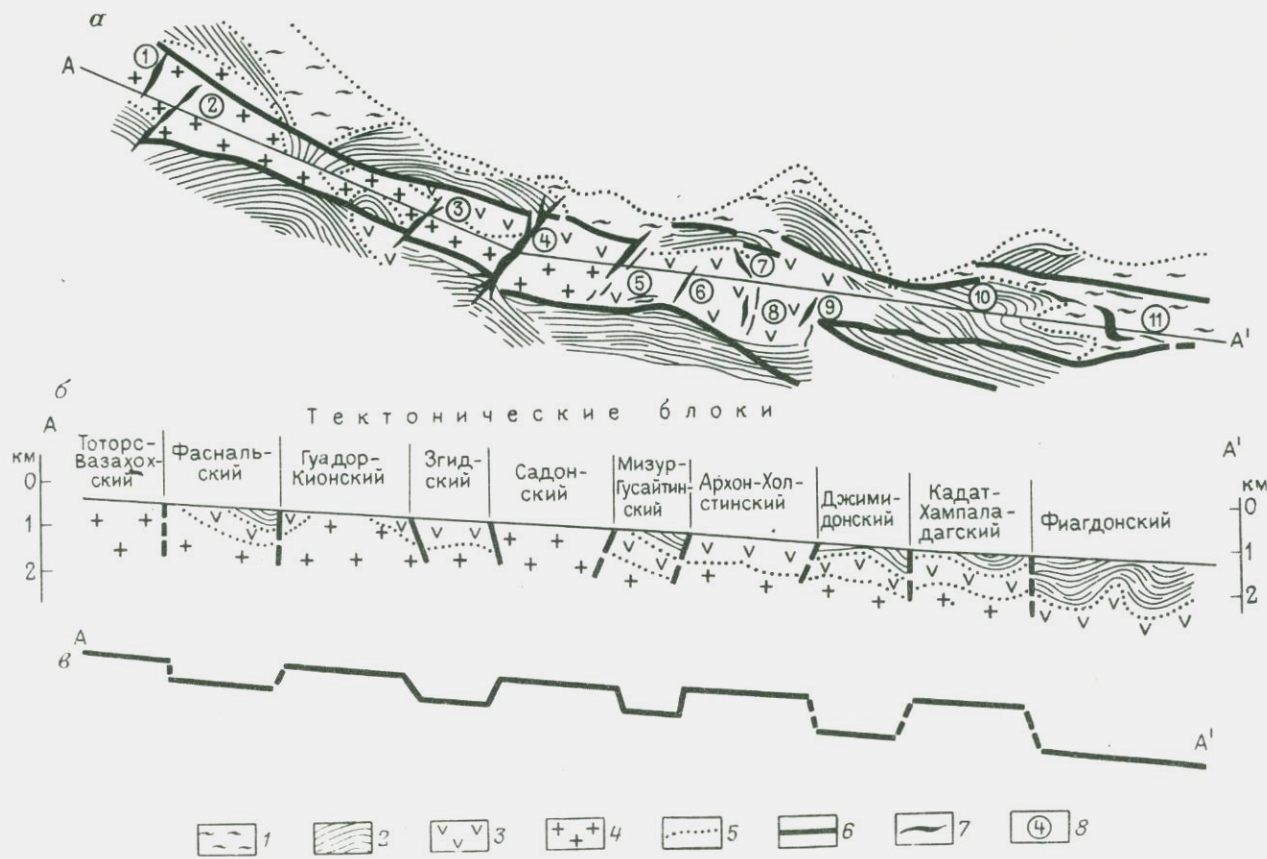 а
А
1
2
3
4
5
6
7
8
9
10
11
А'
б
Тектонические блоки
А
А'
км
0
1
2
Тоторс-
Вазахох-
ский
Фасналь-
ский
Гуадор-
Кионский
Згид-
ский
Садон-
ский
Мизур-
Гусайтин-
ский
Архон-Хол-
стинский
Джими-
донский
Кадат-
Хампала-
дагский
Фиагдонский
км
0
1
2
А
в
А'
1 2 3 4 5 6 7 4 8